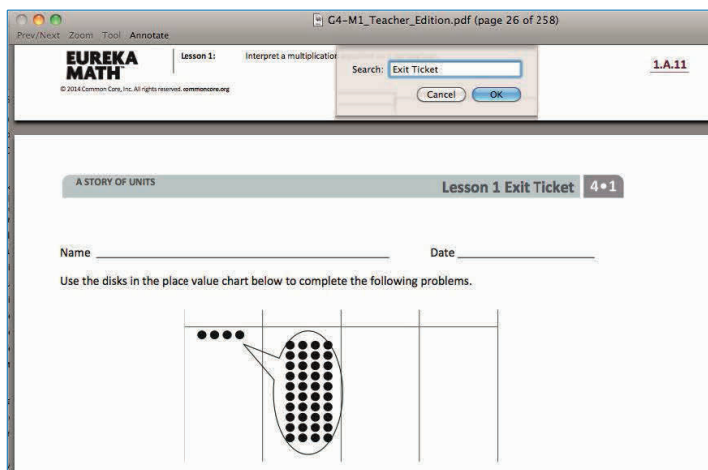 G4-M1_Teacher_Edition.pdf (page 26 of 258)
Prev/Next Zoom Tool Annotate
EUREKA
MATH™
Lesson 1:
Interpret a multiplication
Search: Exit Ticket
Cancel OK
1.A.11
© 2014 Common Core, Inc. All rights reserved. commoncore.org
A STORY OF UNITS
Lesson 1 Exit Ticket 4•1
Name
Date
Use the disks in the place value chart below to complete the following problems.